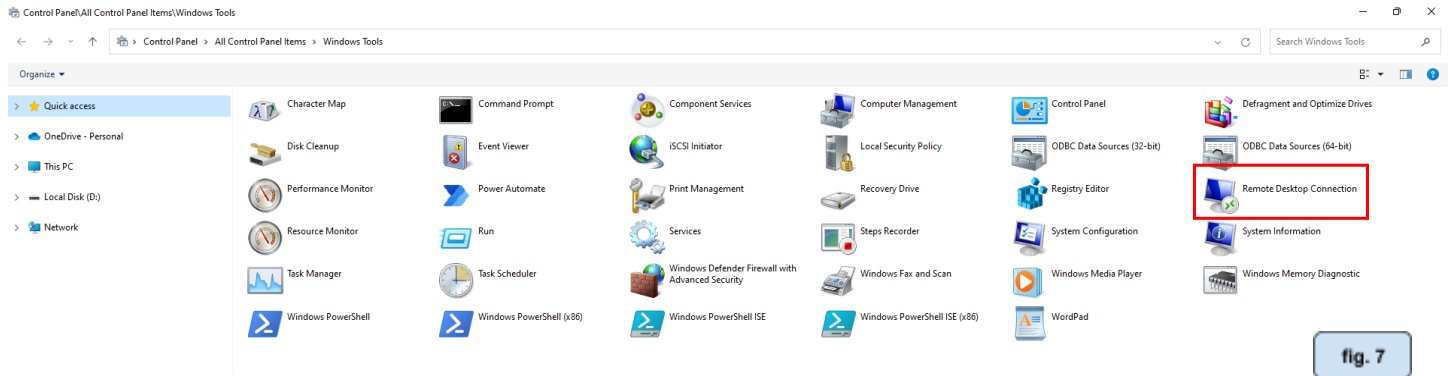 Control Panel\All Control Panel Items\Windows Tools
Control Panel > All Control Panel Items > Windows Tools
Search Windows Tools
Organize
Quick access
OneDrive - Personal
This PC
Local Disk (D:)
Network
Character Map
Command Prompt
Component Services
Computer Management
Control Panel
Defragment and Optimize Drives
Disk Cleanup
Event Viewer
iSCSI Initiator
Local Security Policy
ODBC Data Sources (32-bit)
ODBC Data Sources (64-bit)
Performance Monitor
Power Automate
Print Management
Recovery Drive
Registry Editor
Remote Desktop Connection
Resource Monitor
Run
Services
Steps Recorder
System Configuration
System Information
Task Manager
Task Scheduler
Windows Defender Firewall with
Advanced Security
Windows Fax and Scan
Windows Media Player
Windows Memory Diagnostic
Windows PowerShell
Windows PowerShell (x86)
Windows PowerShell ISE
Windows PowerShell ISE (x86)
WordPad
fig. 7